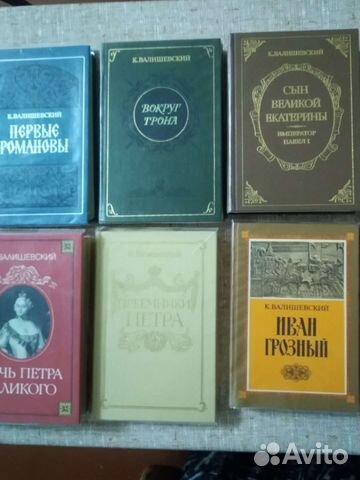 К. ВАЛИШЕВСКИЙ
ПЕРВЫЕ
РОМАНОВЫ
К. ВАЛИШЕВСКИЙ
ВОКРУГ
ТРОНА
К. ВАЛИШЕВСКИЙ
СЫН
ВЕЛИКОЙ
ЕКАТЕРИНЫ
ИМПЕРАТОР
ПАВЕЛ I
ВАЛИШЕВСКИЙ
ЧЬ ПЕТРА
ЛИКОГО
К. ВАЛИШЕВСКИЙ
ПРЕЕМНИКИ
ПЕТРА
К. ВАЛИШЕВСКИЙ
ИВАН
ГРОЗНЫЙ
Avito